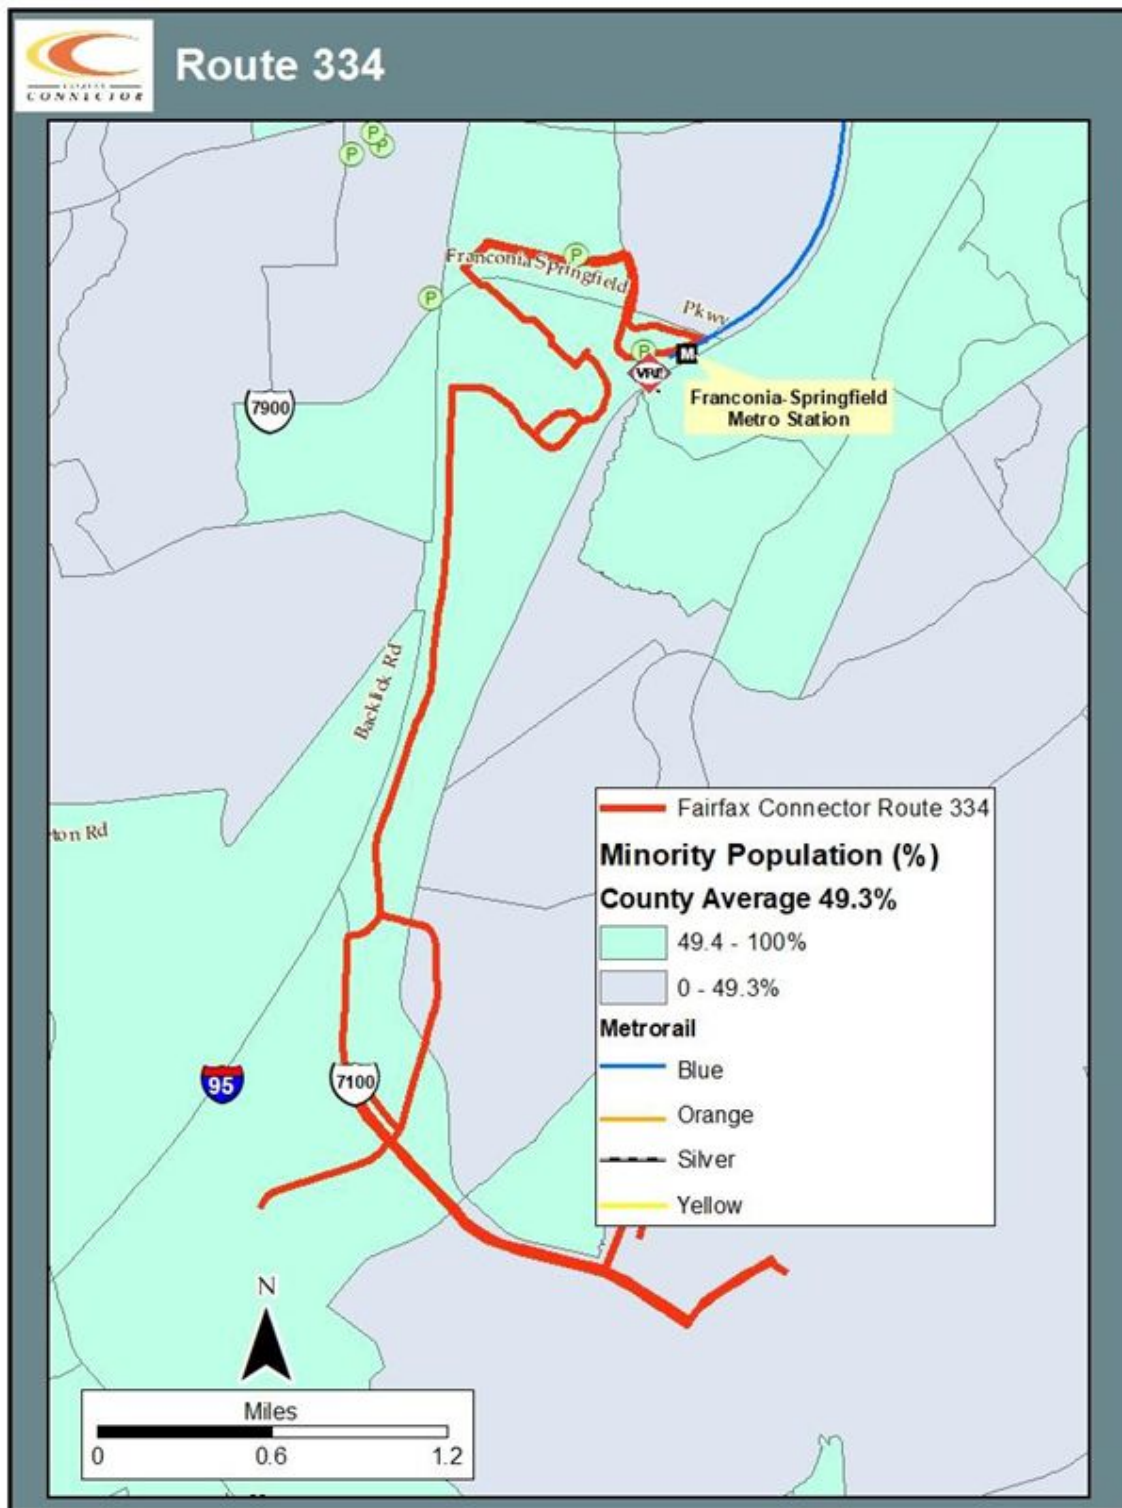 CONNECTOR
Route 334
P
P
P
P
Franconia Springfield
Pkwy
P
P
M
VRE
Franconia-Springfield
Metro Station
7900
Backlick Rd
ton Rd
Fairfax Connector Route 334
Minority Population (%)
County Average 49.3%
49.4 - 100%
0 - 49.3%
Metrorail
Blue
Orange
Silver
Yellow
95
7100
N
Miles
0
0.6
1.2